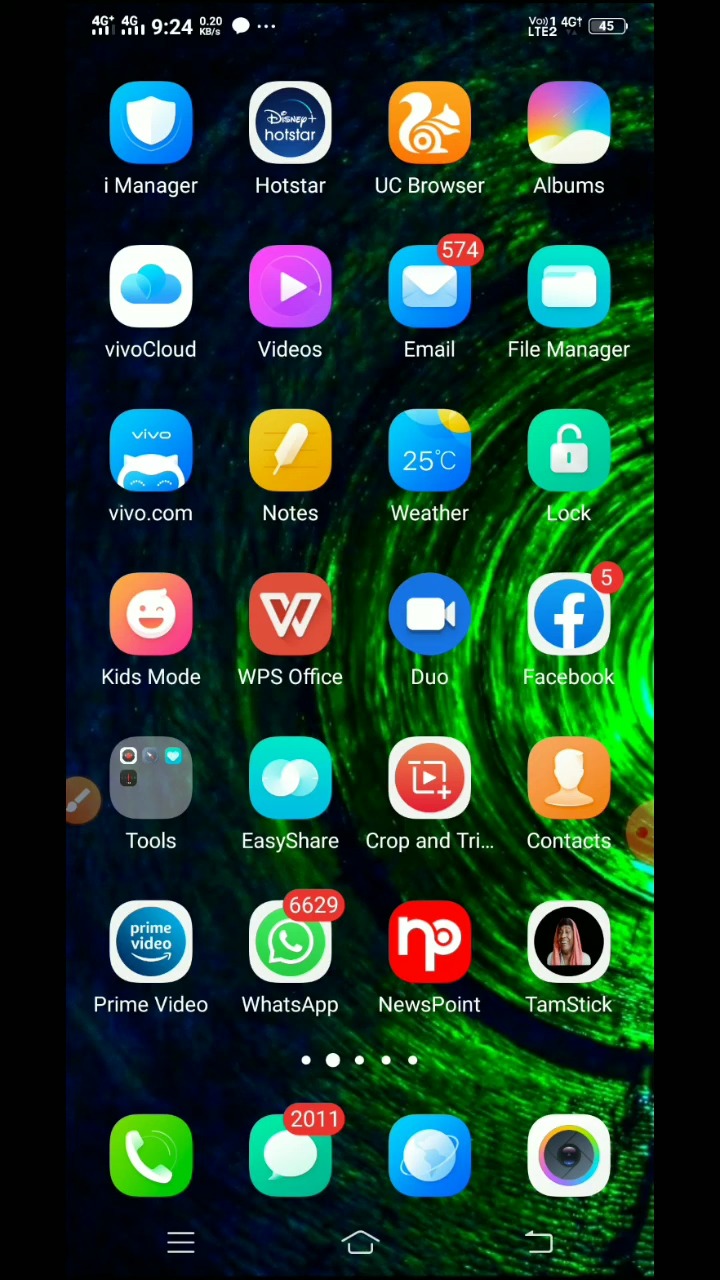 4G+ 4G 9:24 0.20 KB/s ... Vo)) 1 LTE2 4G† 45
Disney+
hotstar
i Manager Hotstar UC Browser Albums
574
vivoCloud Videos Email File Manager
vivo
25°C
vivo.com Notes Weather Lock
5
Kids Mode WPS Office Duo Facebook
Tools EasyShare Crop and Tri... Contacts
6629
prime
video
np
Prime Video WhatsApp NewsPoint TamStick
2011